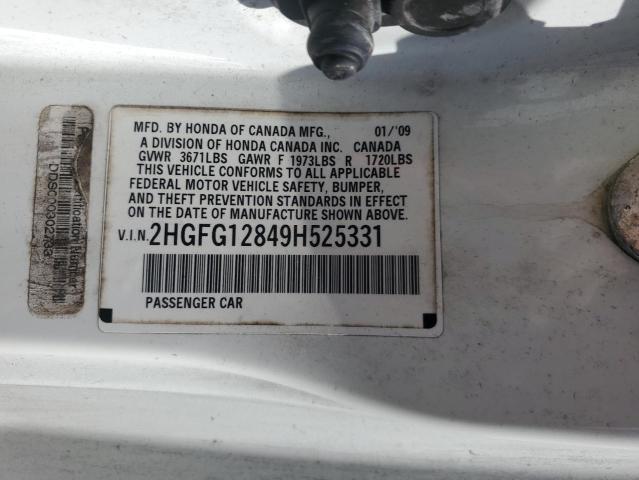 MFD. BY HONDA OF CANADA MFG., 01/'09
A DIVISION OF HONDA CANADA INC. CANADA
GVWR 3671LBS GAWR F 1973LBS R 1720LBS
THIS VEHICLE CONFORMS TO ALL APPLICABLE
FEDERAL MOTOR VEHICLE SAFETY, BUMPER,
AND THEFT PREVENTION STANDARDS IN EFFECT
ON THE DATE OF MANUFACTURE SHOWN ABOVE.
V.I.N. 2HGFG12849H525331
PASSENGER CAR
Number